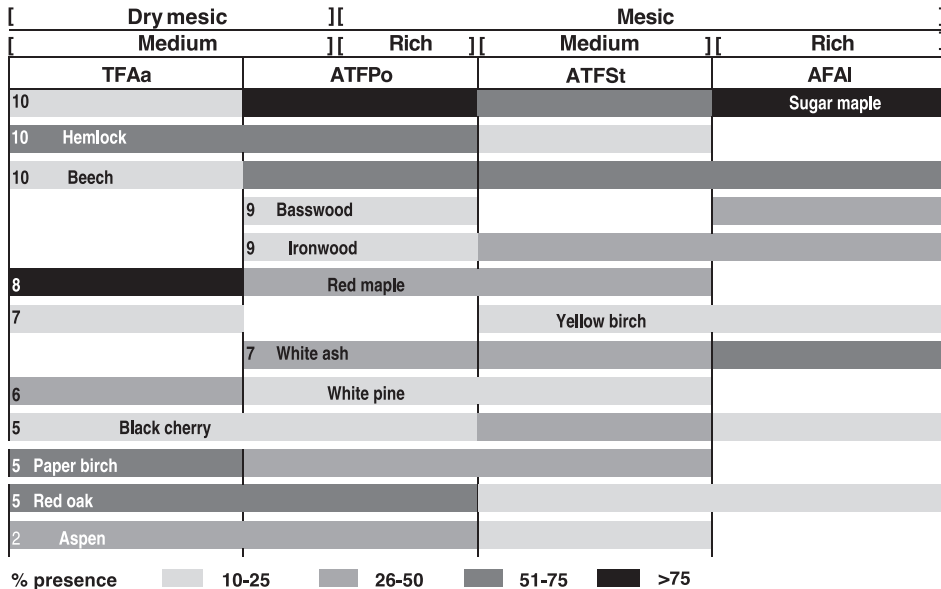 [ Dry mesic ][ Mesic ]
[ Medium ][ Rich ][ Medium ][ Rich ]
TFAa ATFPo ATFSt AFAl
10 Sugar maple
10 Hemlock
10 Beech
9 Basswood
9 Ironwood
8 Red maple
7 Yellow birch
7 White ash
6 White pine
5 Black cherry
5 Paper birch
5 Red oak
2 Aspen
% presence 10-25 26-50 51-75 >75